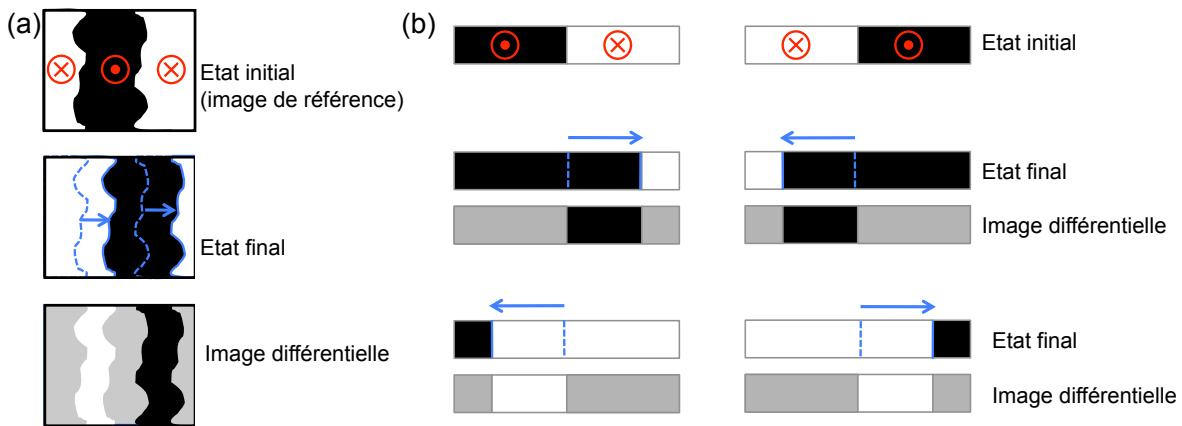 (a)
Etat initial
(image de référence)
Etat final
Image différentielle
(b)
Etat initial
Etat final
Image différentielle
Etat final
Image différentielle